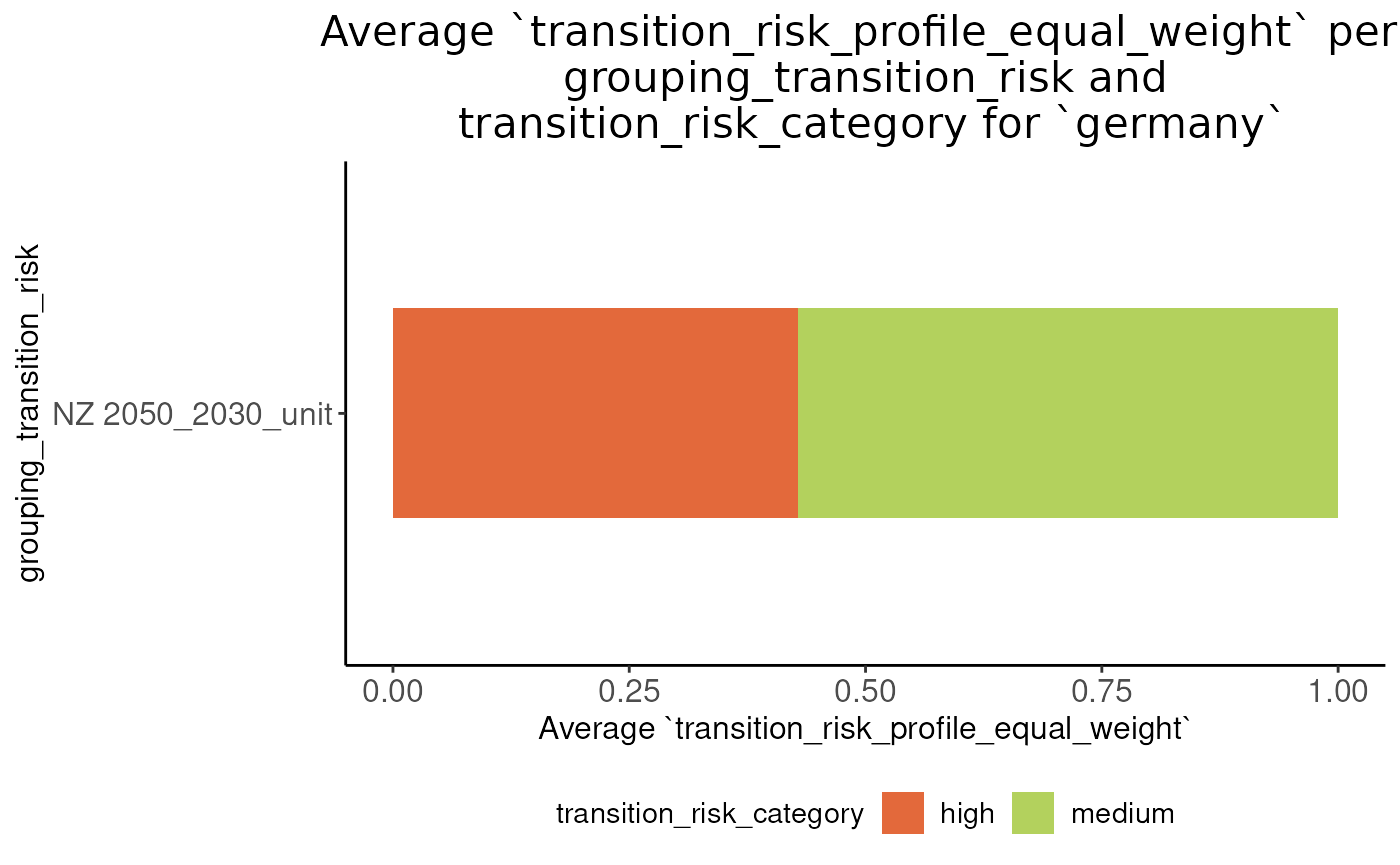 Average `transition_risk_profile_equal_weight` per
grouping_transition_risk and
transition_risk_category for `germany`
grouping_transition_risk
NZ 2050_2030_unit
0.00 0.25 0.50 0.75 1.00
Average `transition_risk_profile_equal_weight`
transition_risk_category high medium